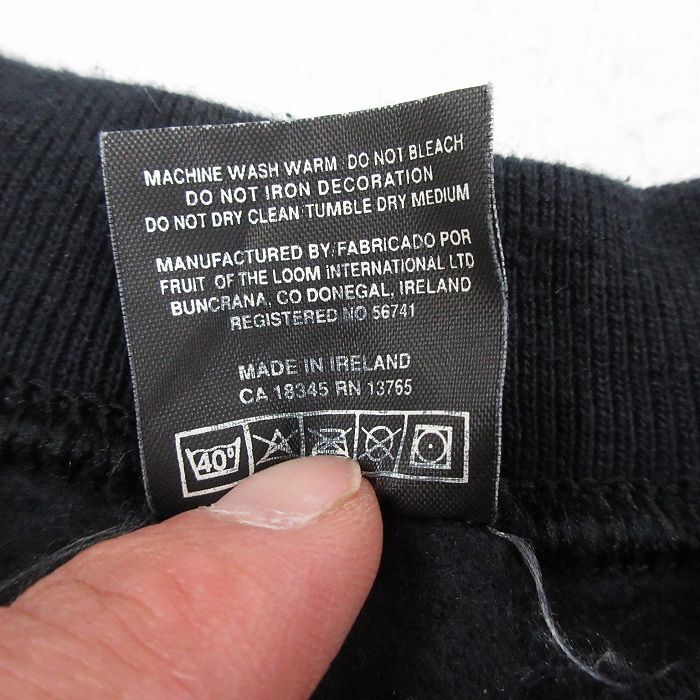 MACHINE WASH WARM DO NOT BLEACH
DO NOT IRON DECORATION
DO NOT DRY CLEAN TUMBLE DRY MEDIUM
MANUFACTURED BY/FABRICADO POR
FRUIT OF THE LOOM INTERNATIONAL LTD
BUNCRANA, CO DONEGAL, IRELAND
REGISTERED NO 56741
MADE IN IRELAND
CA 18345 RN 13765
40°